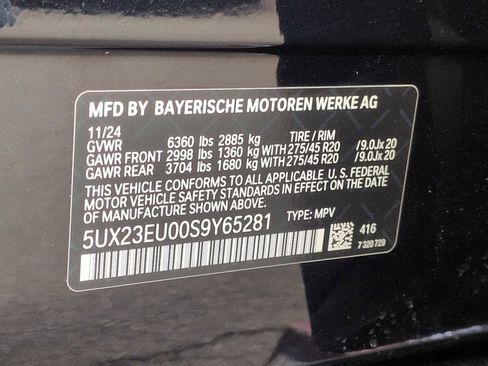 MFD BY BAYERISCHE MOTOREN WERKE AG
11/24
GVWR 6360 lbs 2885 kg TIRE / RIM
GAWR FRONT 2998 lbs 1360 kg WITH 275/45 R20 /9.0Jx20
GAWR REAR 3704 lbs 1680 kg WITH 275/45 R20 /9.0Jx20
THIS VEHICLE CONFORMS TO ALL APPLICABLE U. S. FEDERAL
MOTOR VEHICLE SAFETY STANDARDS IN EFFECT ON THE DATE
OF MANUFACTURE SHOWN ABOVE.
5UX23EU00S9Y65281 TYPE: MPV
416
7 320 729